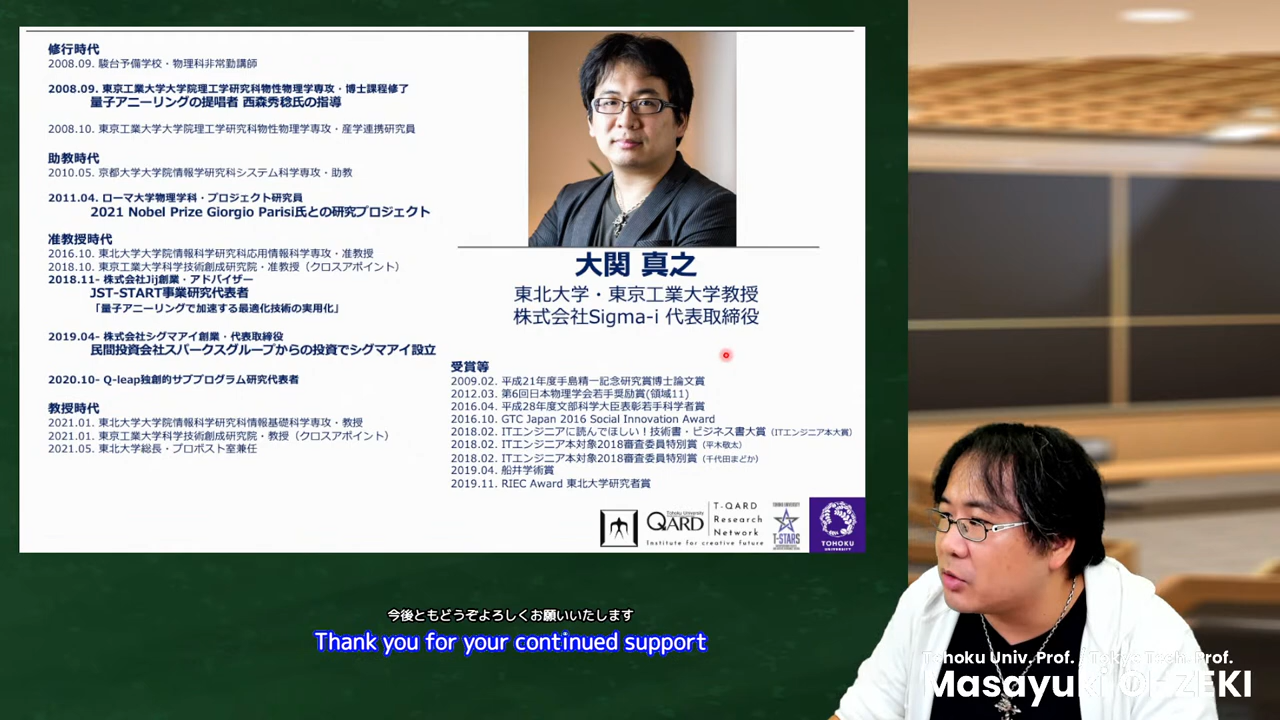 修行時代
2008.09. 駿台予備学校・物理科非常勤講師
2008.09. 東京工業大学大学院理工学研究科物性物理学専攻・博士課程修了
量子アニーリングの提唱者 西森秀稔氏の指導
2008.10. 東京工業大学大学院理工学研究科物性物理学専攻・産学連携研究員
助教時代
2010.05. 京都大学大学院情報学研究科システム科学専攻・助教
2011.04. ローマ大学物理学科・プロジェクト研究員
2021 Nobel Prize Giorgio Parisi氏との研究プロジェクト
准教授時代
2016.10. 東北大学大学院情報科学研究科応用情報科学専攻・准教授
2018.10. 東京工業大学科学技術創成研究院・准教授（クロスアポイント）
2018.11- 株式会社Jij創業・アドバイザー
JST-START事業研究代表者
「量子アニーリングで加速する最適化技術の実用化」
2019.04- 株式会社シグマアイ創業・代表取締役
民間投資会社スパークスグループからの投資でシグマアイ設立
2020.10- Q-leap独創的サブプログラム研究代表者
教授時代
2021.01. 東北大学大学院情報科学研究科情報基礎科学専攻・教授
2021.01. 東京工業大学科学技術創成研究院・教授（クロスアポイント）
2021.05. 東北大学総長・プロボスト室兼任
大関 真之
東北大学・東京工業大学教授
株式会社Sigma-i 代表取締役
受賞等
2009.02. 平成21年度手島精一記念研究賞博士論文賞
2012.03. 第6回日本物理学会若手奨励賞(領域11)
2016.04. 平成28年度文部科学大臣表彰若手科学者賞
2016.10. GTC Japan 2016 Social Innovation Award
2018.02. ITエンジニアに読んでほしい！技術書・ビジネス書大賞（ITエンジニア本大賞）
2018.02. ITエンジニア本対象2018審査委員特別賞（平木敬太）
2018.02. ITエンジニア本対象2018審査委員特別賞（千代田まどか）
2019.04. 船井学術賞
2019.11. RIEC Award 東北大学研究者賞
Tohoku University
QARD
T-QARD
Research
Network
Institute for creative future
T-STARS
TOHOKU
UNIVERSITY
今後ともどうぞよろしくお願いいたします
Thank you for your continued support
Tohoku Univ. Prof. / Tokyo Tech. Prof.
Masayuki OHZEKI